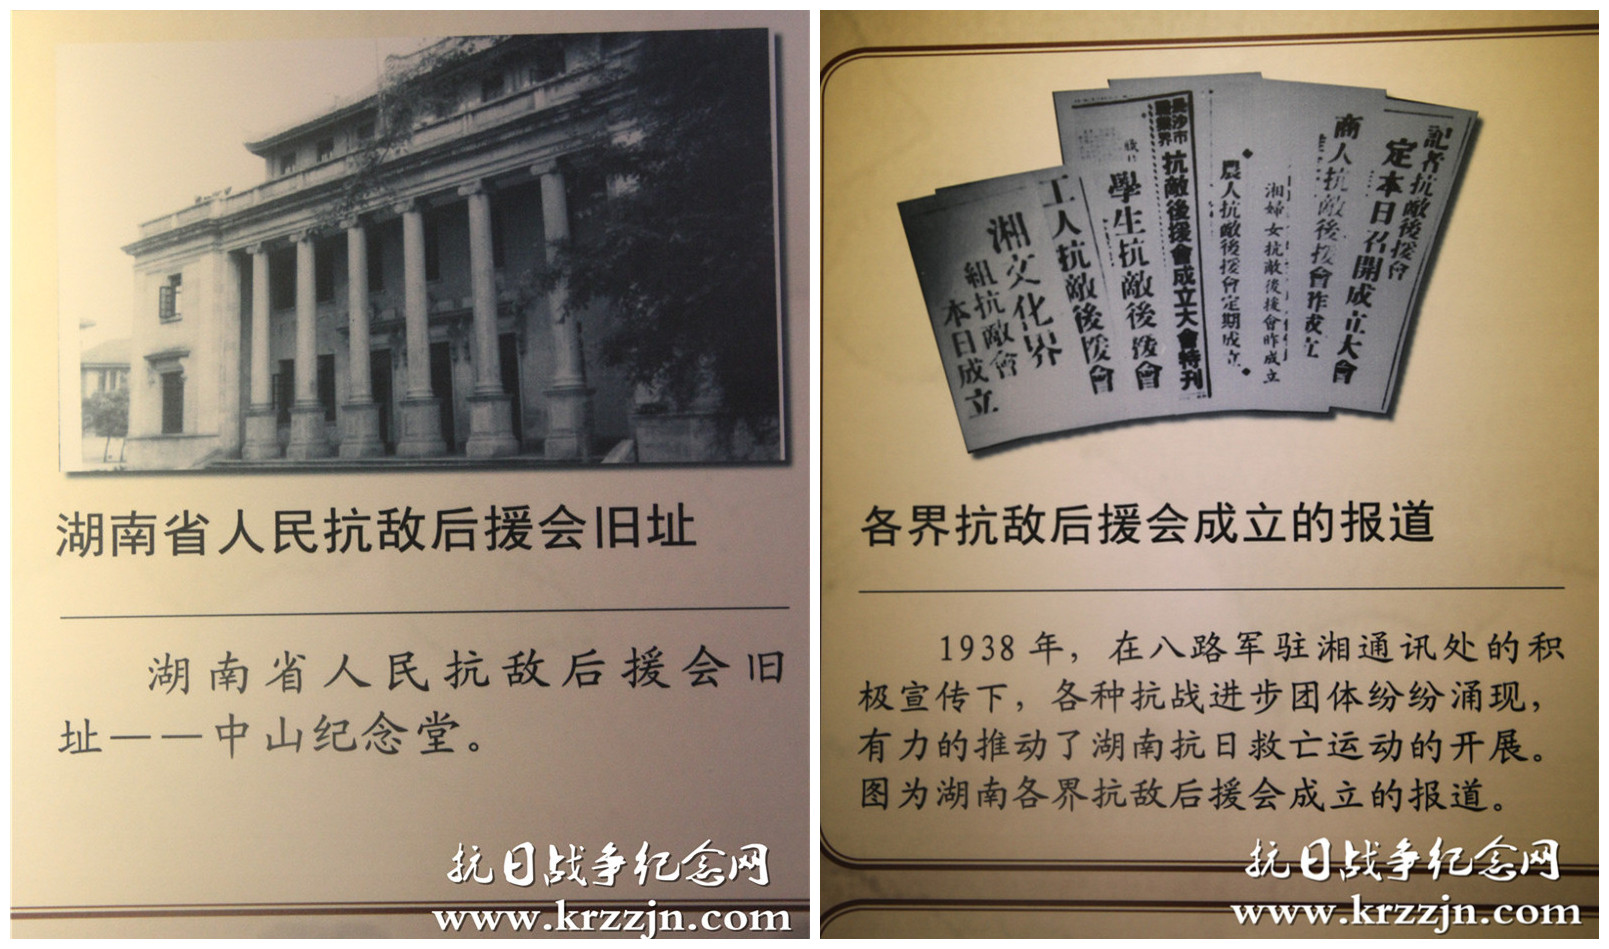 湖南省人民抗敌后援会旧址
湖南省人民抗敌后援会旧
址——中山纪念堂。
抗日战争纪念网
www.krzzjn.com
記者抗敵後援會
定本日召開成立大會
商人抗敵後援會昨成立
湘婦女抗敵後援會昨成立
農人抗敵後援會定期成立
長沙市
抗敵後援會成立大會特刊
學生抗敵後援會
工人抗敵後援會
湘文化界
組抗敵會
本日成立
各界抗敌后援会成立的报道
1938年，在八路军驻湘通讯处的积
极宣传下，各种抗战进步团体纷纷涌现，
有力的推动了湖南抗日救亡运动的开展。
图为湖南各界抗敌后援会成立的报道。
抗日战争纪念网
www.krzzjn.com